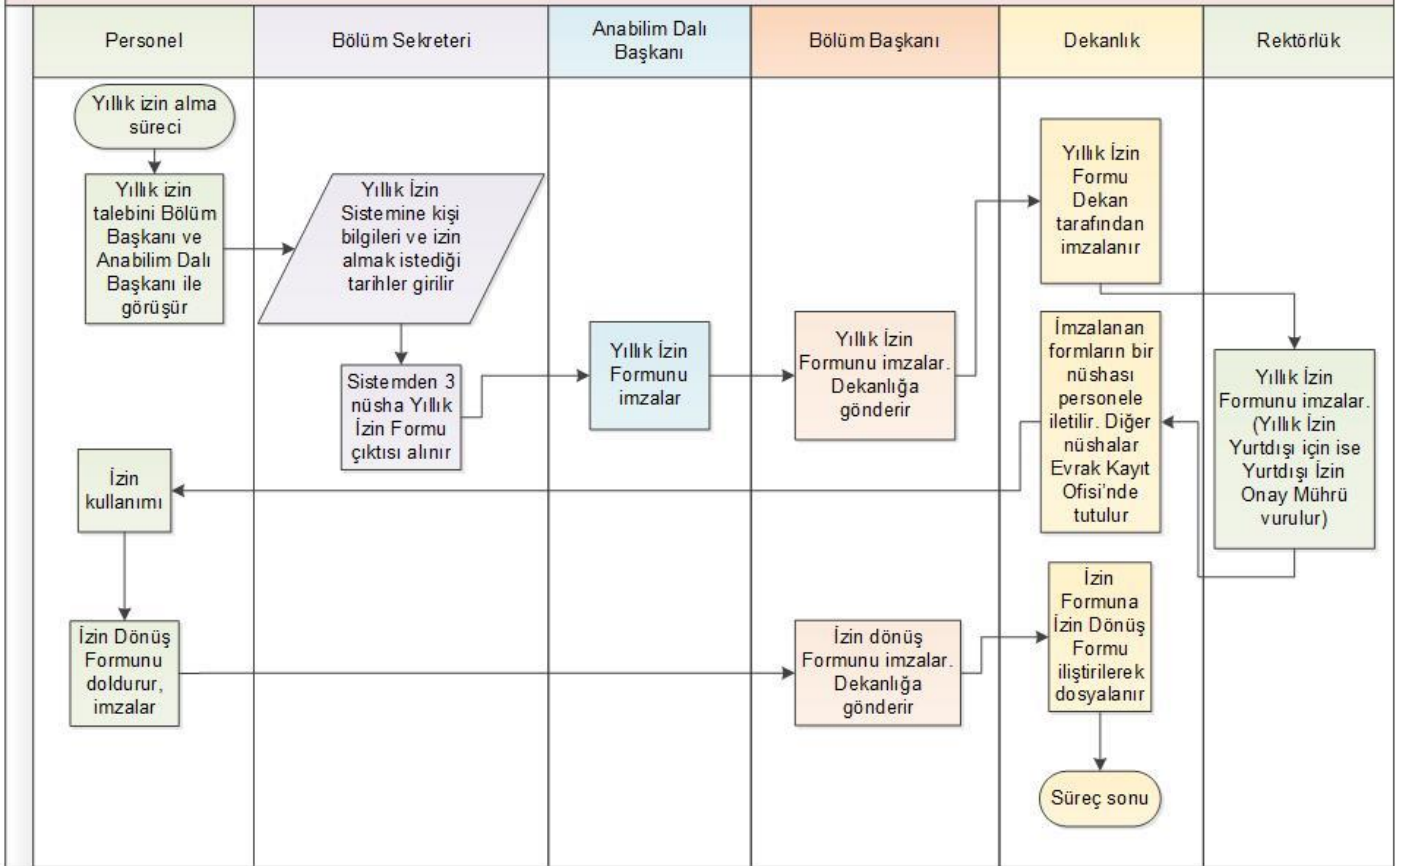 Personel
Bölüm Sekreteri
Anabilim Dalı
Başkanı
Bölüm Başkanı
Dekanlık
Rektörlük
Yıllık izin alma
süreci
Yıllık izin
talebini Bölüm
Başkanı ve
Anabilim Dalı
Başkanı ile
görüşür
Yıllık İzin
Sistemine kişi
bilgileri ve izin
almak istediği
tarihler girilir
Sistemden 3
nüsha Yıllık
İzin Formu
çıktısı alınır
Yıllık İzin
Formunu
imzalar
Yıllık İzin
Formunu imzalar.
Dekanlığa
gönderir
Yıllık İzin
Formu
Dekan
tarafından
imzalanır
Yıllık İzin
Formunu imzalar.
(Yıllık İzin
Yurtdışı için ise
Yurtdışı İzin
Onay Mührü
vurulur)
İmzalanan
formların bir
nüshası
personele
iletilir. Diğer
nüshalar
Evrak Kayıt
Ofisi'nde
tutulur
İzin
kullanımı
İzin Dönüş
Formunu
doldurur,
imzalar
İzin dönüş
Formunu imzalar.
Dekanlığa
gönderir
İzin
Formuna
İzin Dönüş
Formu
iliştirilerek
dosyalanır
Süreç sonu